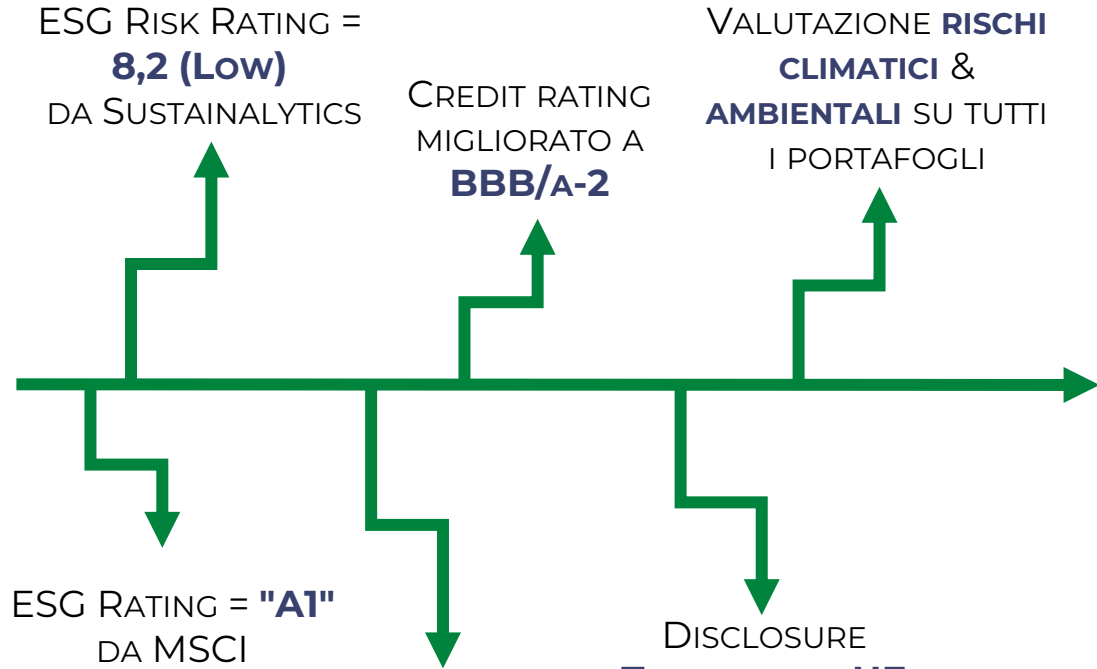 ESG Risk Rating =
8,2 (Low)
da Sustainalytics
Credit rating
migliorato a
BBB/a-2
Valutazione rischi
climatici &
ambientali su tutti
i portafogli
ESG Rating = "A1"
da MSCI
Disclosure